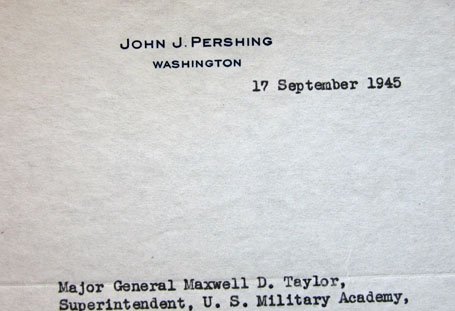 JOHN J. PERSHING
WASHINGTON
17 September 1945
Major General Maxwell D. Taylor,
Superintendent, U. S. Military Academy,